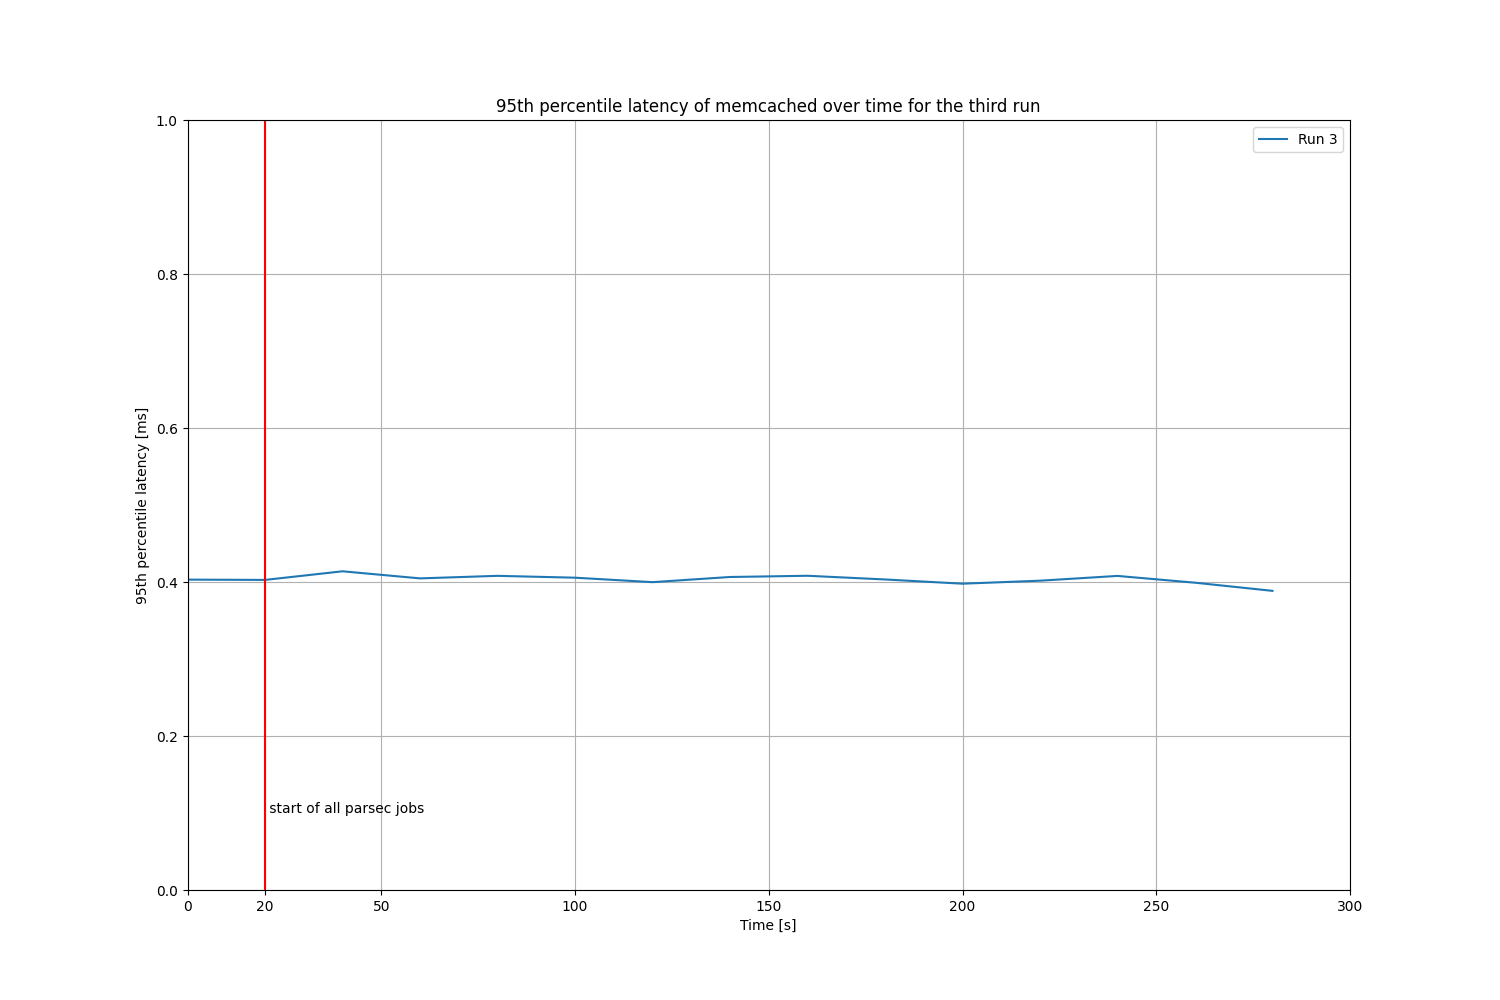 95th percentile latency of memcached over time for the third run
Run 3
95th percentile latency [ms]
1.0
0.8
0.6
0.4
0.2
0.0
start of all parsec jobs
0 20 50 100 150 200 250 300
Time [s]